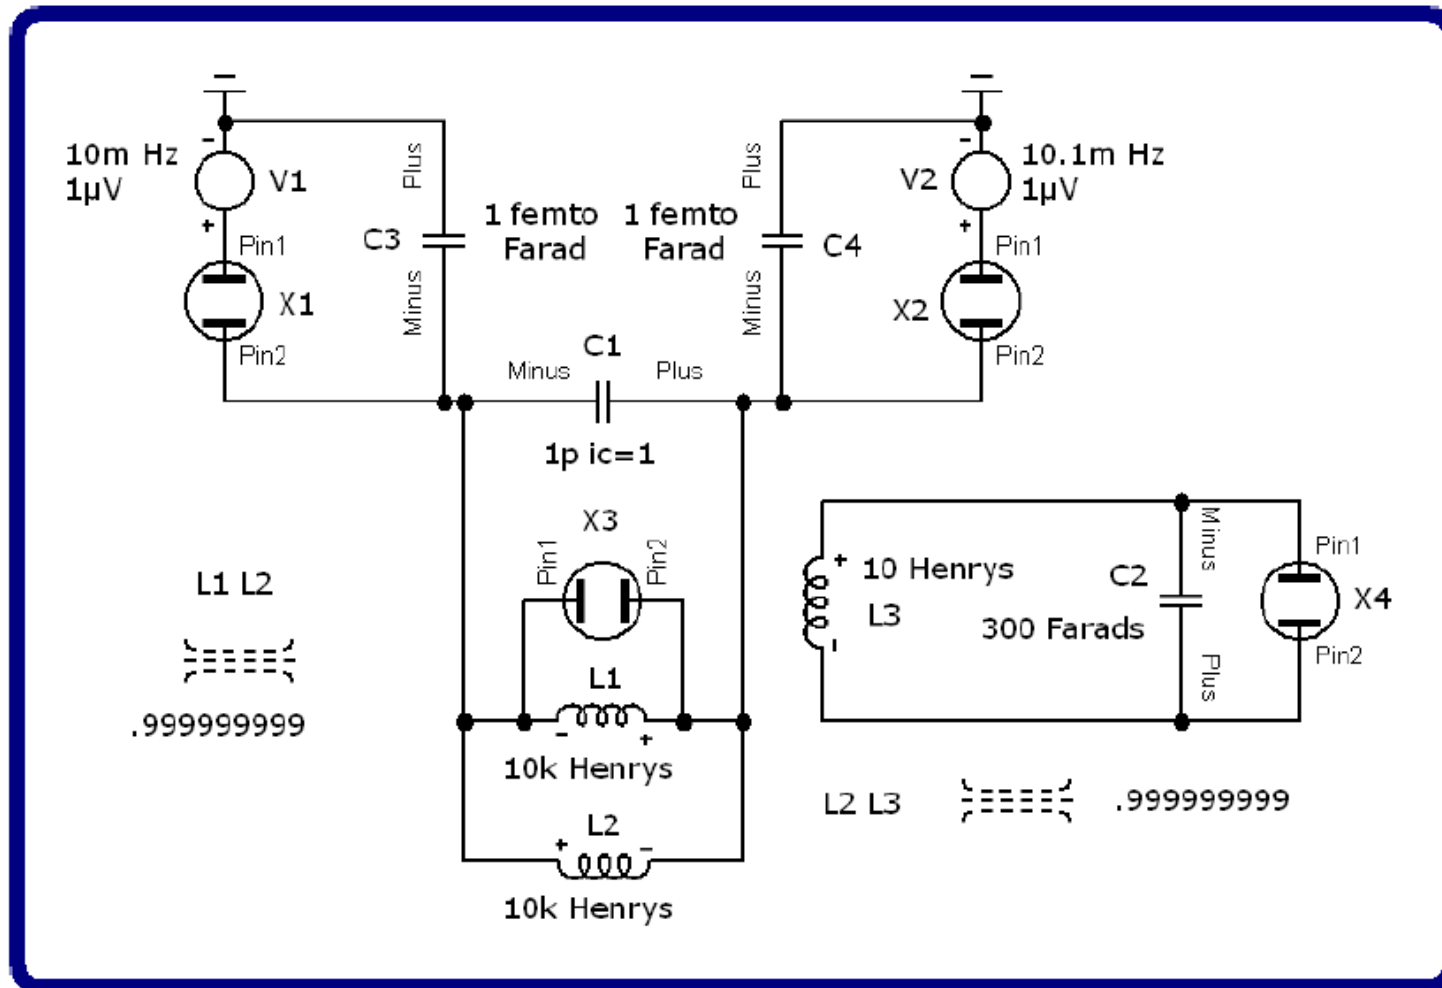 10m Hz
1µV
V1
Plus
C3
Minus
1 femto
Farad
1 femto
Farad
Plus
C4
Minus
V2
10.1m Hz
1µV
-
+
Pin1
X1
Pin2
-
+
Pin1
X2
Pin2
C1
Minus
Plus
1p ic=1
X3
Pin1
Pin2
L1 L2
.999999999
L1
-
+
10k Henrys
L2
+
-
10k Henrys
+
10 Henrys
L3
-
C2
300 Farads
Minus
Plus
Pin1
X4
Pin2
L2 L3
.999999999